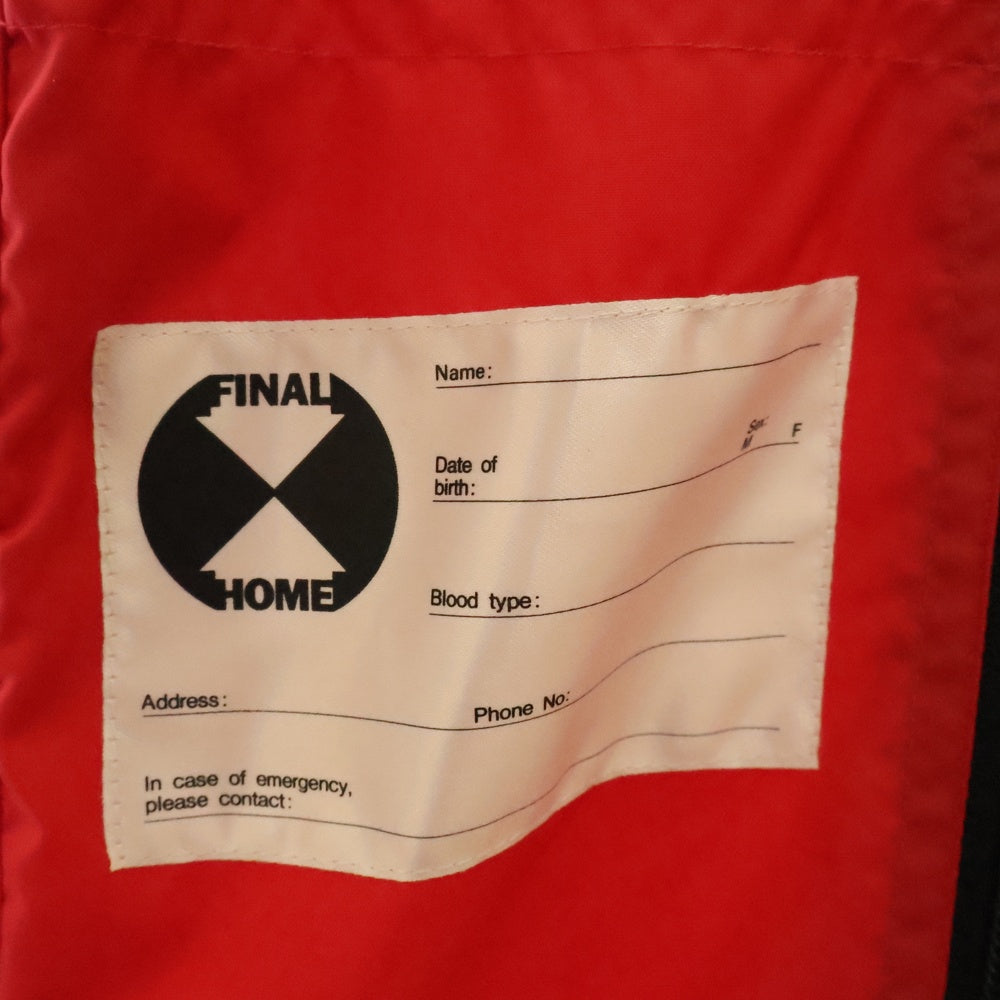 FINAL
HOME
Name:
Sex:
M F
Date of
birth:
Blood type:
Address:
Phone No:
In case of emergency,
please contact: